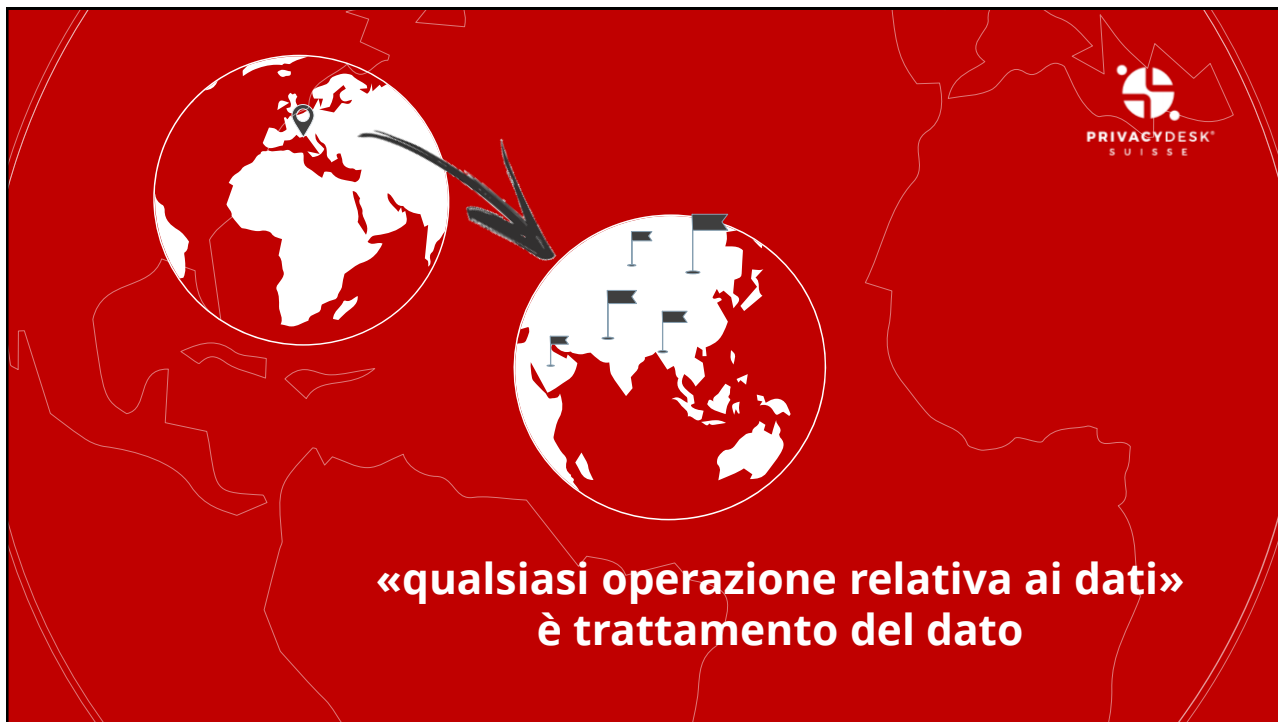 PRIVACYDESK®
SUISSE
«qualsiasi operazione relativa ai dati»
è trattamento del dato